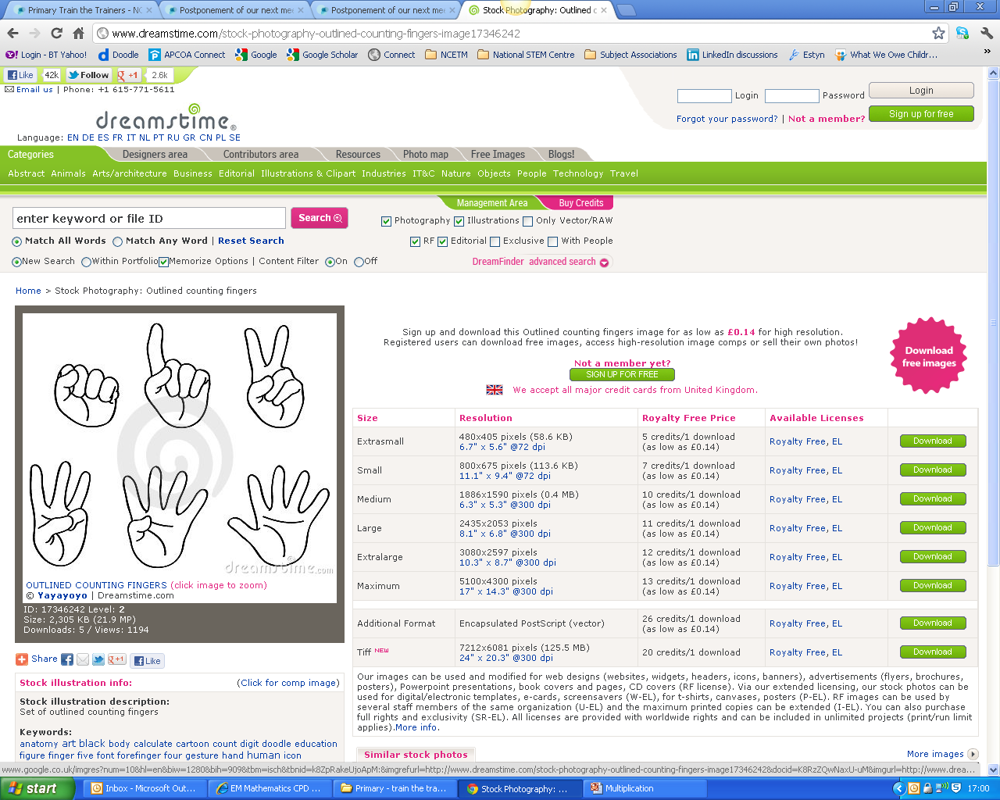 Primary Train the Trainers - NC
Postponement of our next me
Postponement of our next me
Stock Photography: Outlined c
www.dreamstime.com/stock-photography-outlined-counting-fingers-image17346242
Login - BT Yahoo! Doodle APCOA Connect Google Google Scholar Connect NCETM National STEM Centre Subject Associations LinkedIn discussions Estyn What We Owe Childr... »
Like 42k Follow +1 2.6k
Email us | Phone: +1 615-771-5611
Login Password Login
Sign up for free
Forgot your password? | Not a member?
dreamstime®
Language: EN DE ES FR IT NL PT RU GR CN PL SE
Categories Designers area Contributors area Resources Photo map Free Images Blogs!
Abstract Animals Arts/architecture Business Editorial Illustrations & Clipart Industries IT&C Nature Objects People Technology Travel
Management Area Buy Credits
enter keyword or file ID Search
Photography Illustrations Only Vector/RAW
Match All Words Match Any Word | Reset Search
RF Editorial Exclusive With People
New Search Within Portfolio Memorize Options | Content Filter On Off
DreamFinder advanced search
Home > Stock Photography: Outlined counting fingers
Sign up and download this Outlined counting fingers image for as low as £0.14 for high resolution.
Registered users can download free images, access high-resolution image comps or sell their own photos!
Download
free images
Not a member yet?
SIGN UP FOR FREE
We accept all major credit cards from United Kingdom.
Size Resolution Royalty Free Price Available Licenses
Extrasmall 480x405 pixels (58.6 KB) 5 credits/1 download Royalty Free, EL Download
6.7" x 5.6" @72 dpi (as low as £0.14)
Small 800x675 pixels (113.6 KB) 7 credits/1 download Royalty Free, EL Download
11.1" x 9.4" @72 dpi (as low as £0.14)
Medium 1886x1590 pixels (0.4 MB) 10 credits/1 download Royalty Free, EL Download
6.3" x 5.3" @300 dpi (as low as £0.14)
Large 2435x2053 pixels 11 credits/1 download Royalty Free, EL Download
8.1" x 6.8" @300 dpi (as low as £0.14)
Extralarge 3080x2597 pixels 12 credits/1 download Royalty Free, EL Download
10.3" x 8.7" @300 dpi (as low as £0.14)
Maximum 5100x4300 pixels 13 credits/1 download Royalty Free, EL Download
17" x 14.3" @300 dpi (as low as £0.14)
Additional Format Encapsulated PostScript (vector) 26 credits/1 download Royalty Free, EL Download
(as low as £0.14)
Tiff NEW 7212x6081 pixels (125.5 MB) 20 credits/1 download Royalty Free, EL Download
24" x 20.3" @300 dpi
dreamstime.com
OUTLINED COUNTING FINGERS (click image to zoom)
© Yayayoyo | Dreamstime.com
ID: 17346242 Level: 2
Size: 2,305 KB (21.9 MP)
Downloads: 5 / Views: 1194
Share +1 Like
Stock illustration info: (Click for comp image)
Stock illustration description:
Set of outlined counting fingers
Keywords:
anatomy art black body calculate cartoon count digit doodle education
figure finger five font forefinger four gesture hand human icon
Our images can be used and modified for web designs (websites, widgets, headers, icons, banners), advertisements (flyers, brochures,
posters), Powerpoint presentations, book covers and pages, CD covers (RF license). Via our extended licensing, our stock photos can be
used for digital/electronic templates, e-cards, screensavers (W-EL), for t-shirts, canvases, posters (P-EL). RF images can be used by
several staff members of the same organization (U-EL) and the maximum printed copies can be extended (I-EL). You can also purchase
full rights and exclusivity (SR-EL). All licenses are provided with worldwide rights and can be included in unlimited projects (print/run limit
applies).More info.
Similar stock photos More images
www.google.co.uk/imgres?num=10&hl=en&biw=1280&bih=909&tbm=isch&tbnid=k8ZpRakeUjoApM:&imgrefurl=http://www.dreamstime.com/stock-photography-outlined-counting-fingers-image17346242&docid=K8RzZQwNaxU-uM&imgurl=http://www.drea...
start Inbox - Microsoft Out... EM Mathematics CPD ... Primary - train the tra... Stock Photography: ... Multiplication 17:00